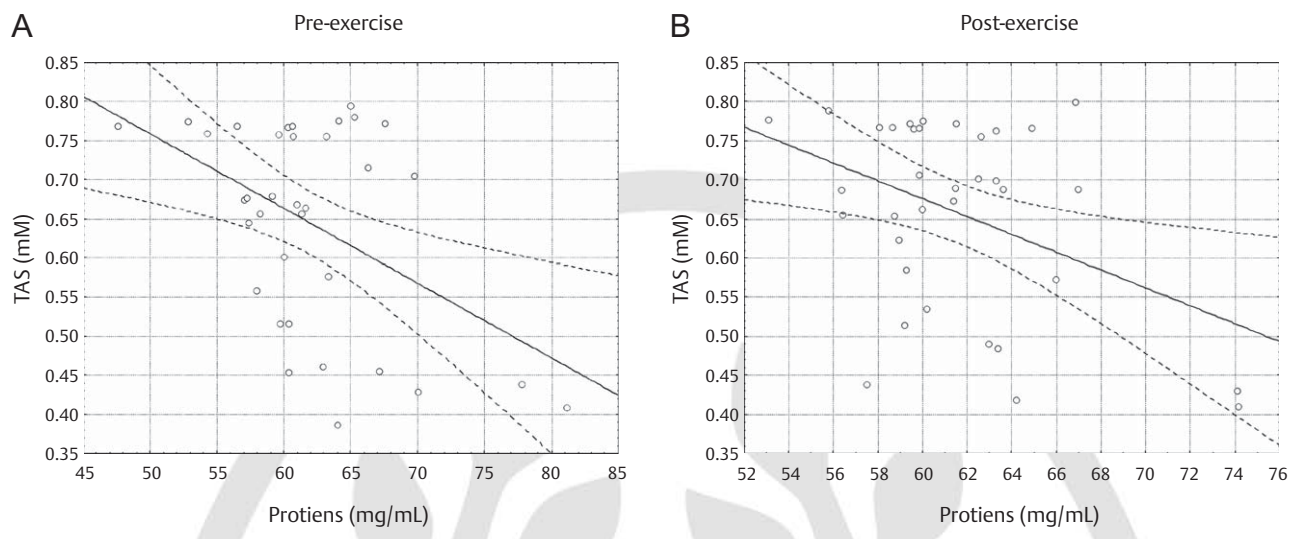 A
Pre-exercise
0.85
0.80
0.75
0.70
0.65
0.60
0.55
0.50
0.45
0.40
0.35
TAS (mM)
45 50 55 60 65 70 75 80 85
Protiens (mg/mL)
B
Post-exercise
0.85
0.80
0.75
0.70
0.65
0.60
0.55
0.50
0.45
0.40
0.35
TAS (mM)
52 54 56 58 60 62 64 66 68 70 72 74 76
Protiens (mg/mL)